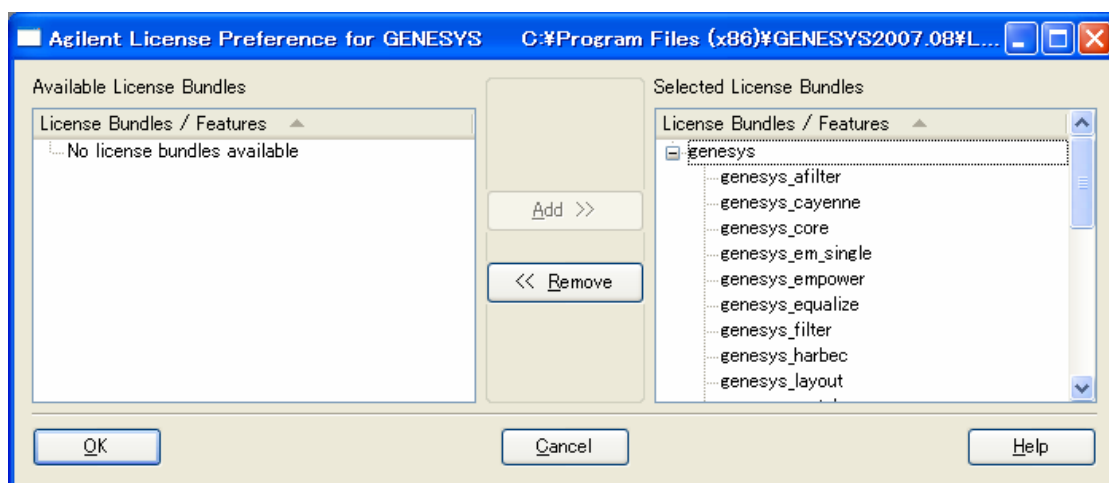 Agilent License Preference for GENESYS C:¥Program Files (x86)¥GENESYS2007.08¥L...
Available License Bundles
License Bundles / Features
No license bundles available
Add >>
<< Remove
Selected License Bundles
License Bundles / Features
genesys
genesys_afilter
genesys_cayenne
genesys_core
genesys_em_single
genesys_empower
genesys_equalize
genesys_filter
genesys_harbec
genesys_layout
OK
Cancel
Help